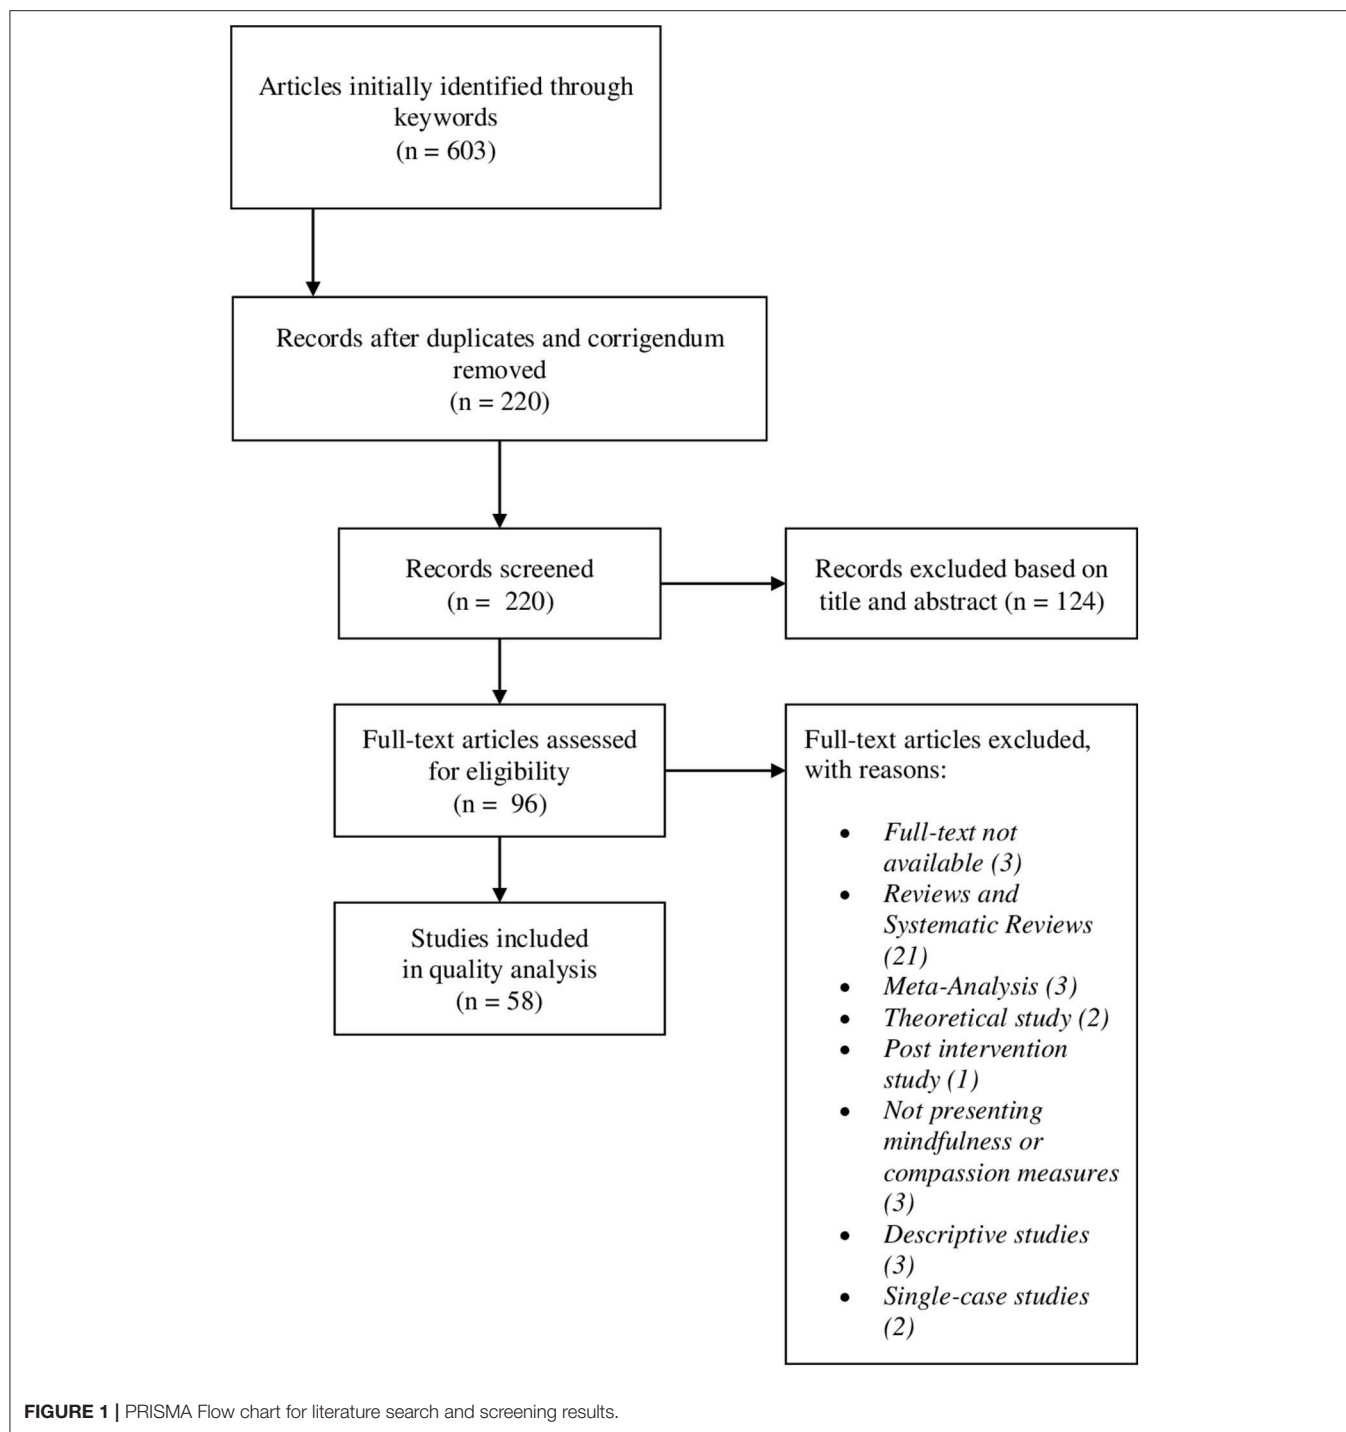 Articles initially identified through
keywords
(n = 603)
Records after duplicates and corrigendum
removed
(n = 220)
Records screened
(n =  220)
Records excluded based on
title and abstract (n = 124)
Full-text articles assessed
for eligibility
(n =  96)
Full-text articles excluded,
with reasons:
• Full-text not
available (3)
• Reviews and
Systematic Reviews
(21)
• Meta-Analysis (3)
• Theoretical study (2)
• Post intervention
study (1)
• Not presenting
mindfulness or
compassion measures
(3)
• Descriptive studies
(3)
• Single-case studies
(2)
Studies included
in quality analysis
(n = 58)
FIGURE 1 | PRISMA Flow chart for literature search and screening results.